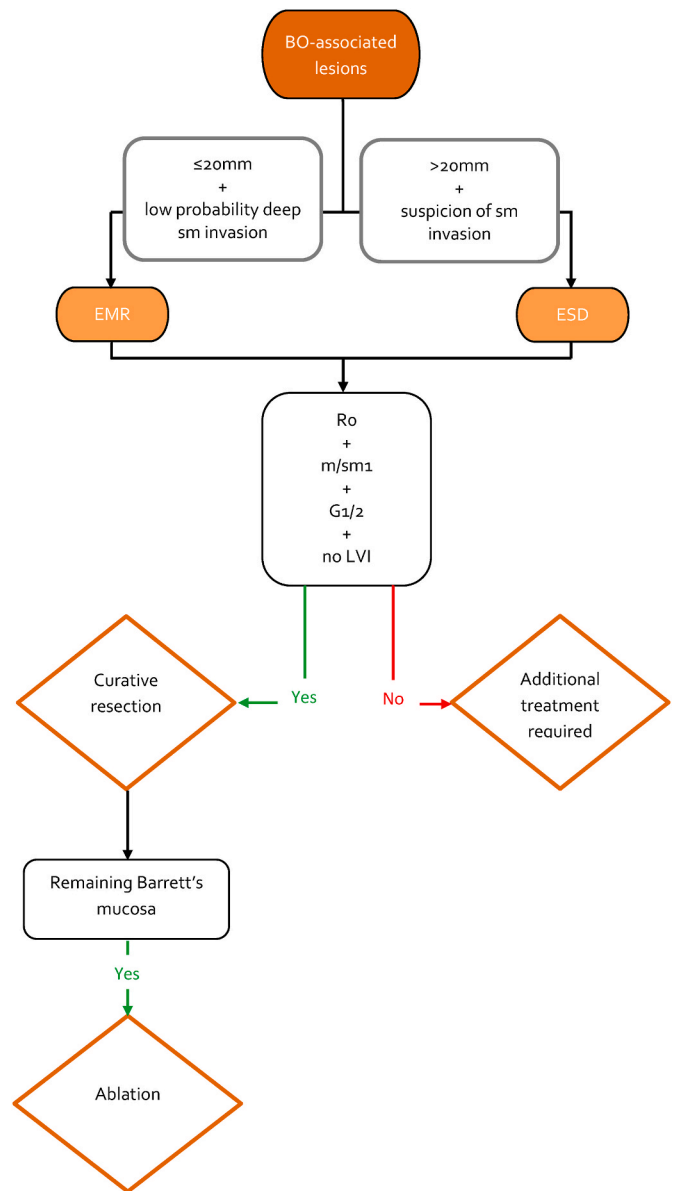 BO-associated
lesions
≤20mm
+
low probability deep
sm invasion
>20mm
+
suspicion of sm
invasion
EMR
ESD
R0
+
m/sm1
+
G1/2
+
no LVI
Curative
resection
Yes
No
Additional
treatment
required
Remaining Barrett’s
mucosa
Yes
Ablation